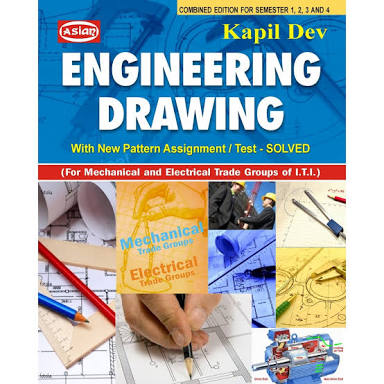 COMBINED EDITION FOR SEMESTER 1, 2, 3 AND 4
Asian
Kapil Dev
ENGINEERING
DRAWING
With New Pattern Assignment / Test - SOLVED
(For Mechanical and Electrical Trade Groups of I.T.I.)
Mechanical
Trade Groups
Electrical
Trade Groups